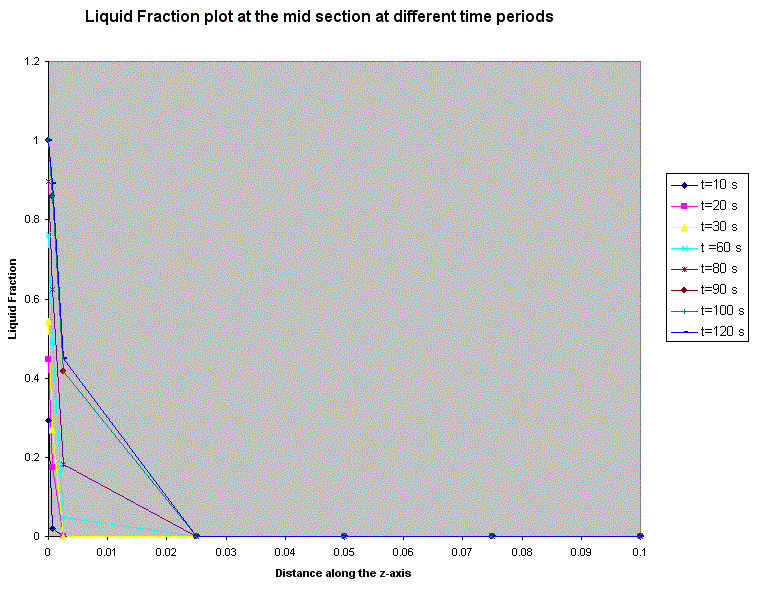 Liquid Fraction plot at the mid section at different time periods
1.2
1
0.8
0.6
0.4
0.2
0
Liquid Fraction
0 0.01 0.02 0.03 0.04 0.05 0.06 0.07 0.08 0.09 0.1
Distance along the z-axis
t=10 s
t=20 s
t=30 s
t =60 s
t=80 s
t=90 s
t=100 s
t=120 s